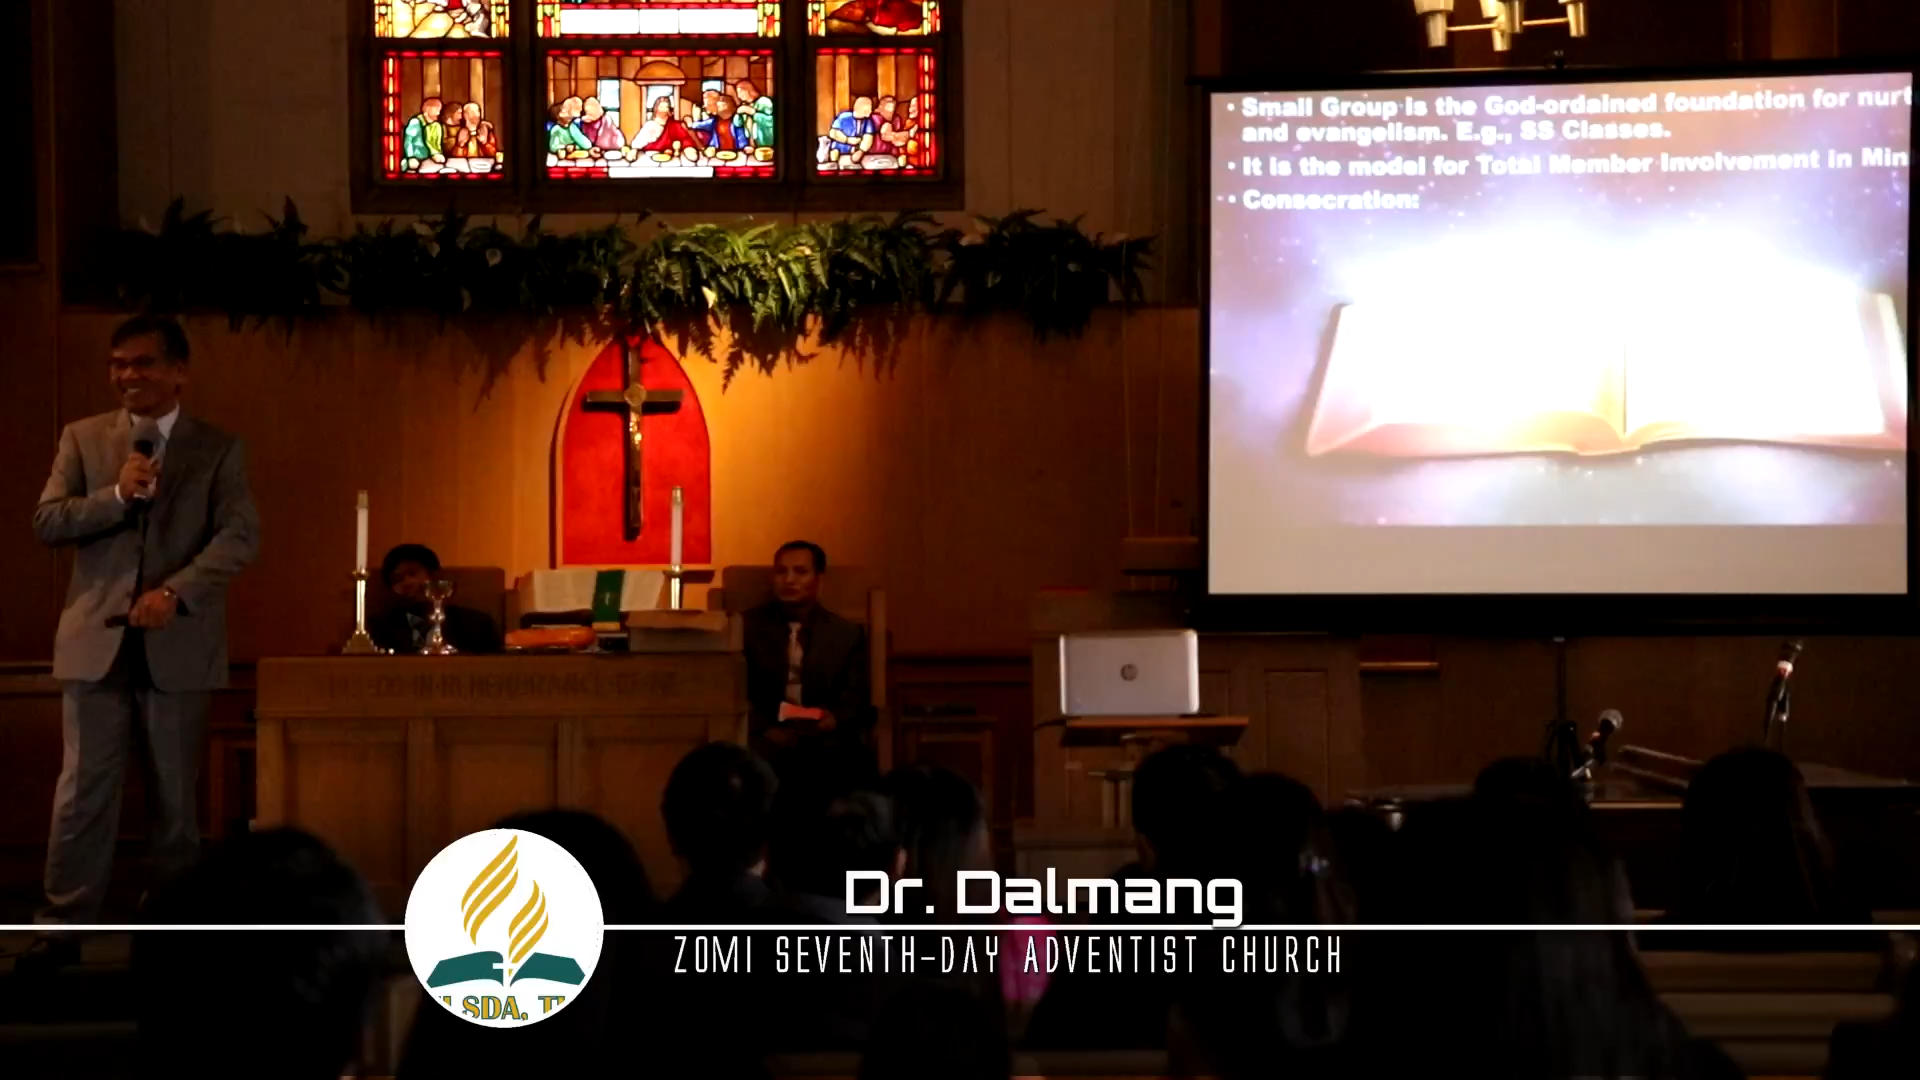 • Small Group is the God-ordained foundation for nurt
and evangelism. E.g., SS Classes.
• It is the model for Total Member Involvement in Min
• Consecration:
Dr. Dalmang
ZOMI SEVENTH-DAY ADVENTIST CHURCH
SDA,